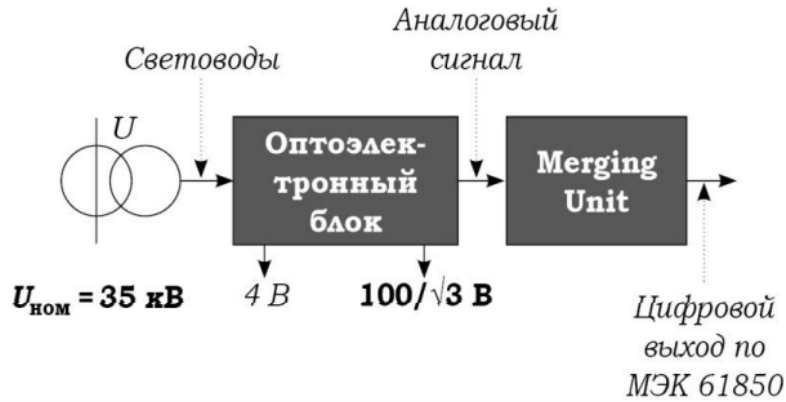 Аналоговый
сигнал
Световоды
U
Оптоэлек-
тронный
блок
Merging
Unit
Uном = 35 кВ
4 В
100/√3 В
Цифровой
выход по
МЭК 61850